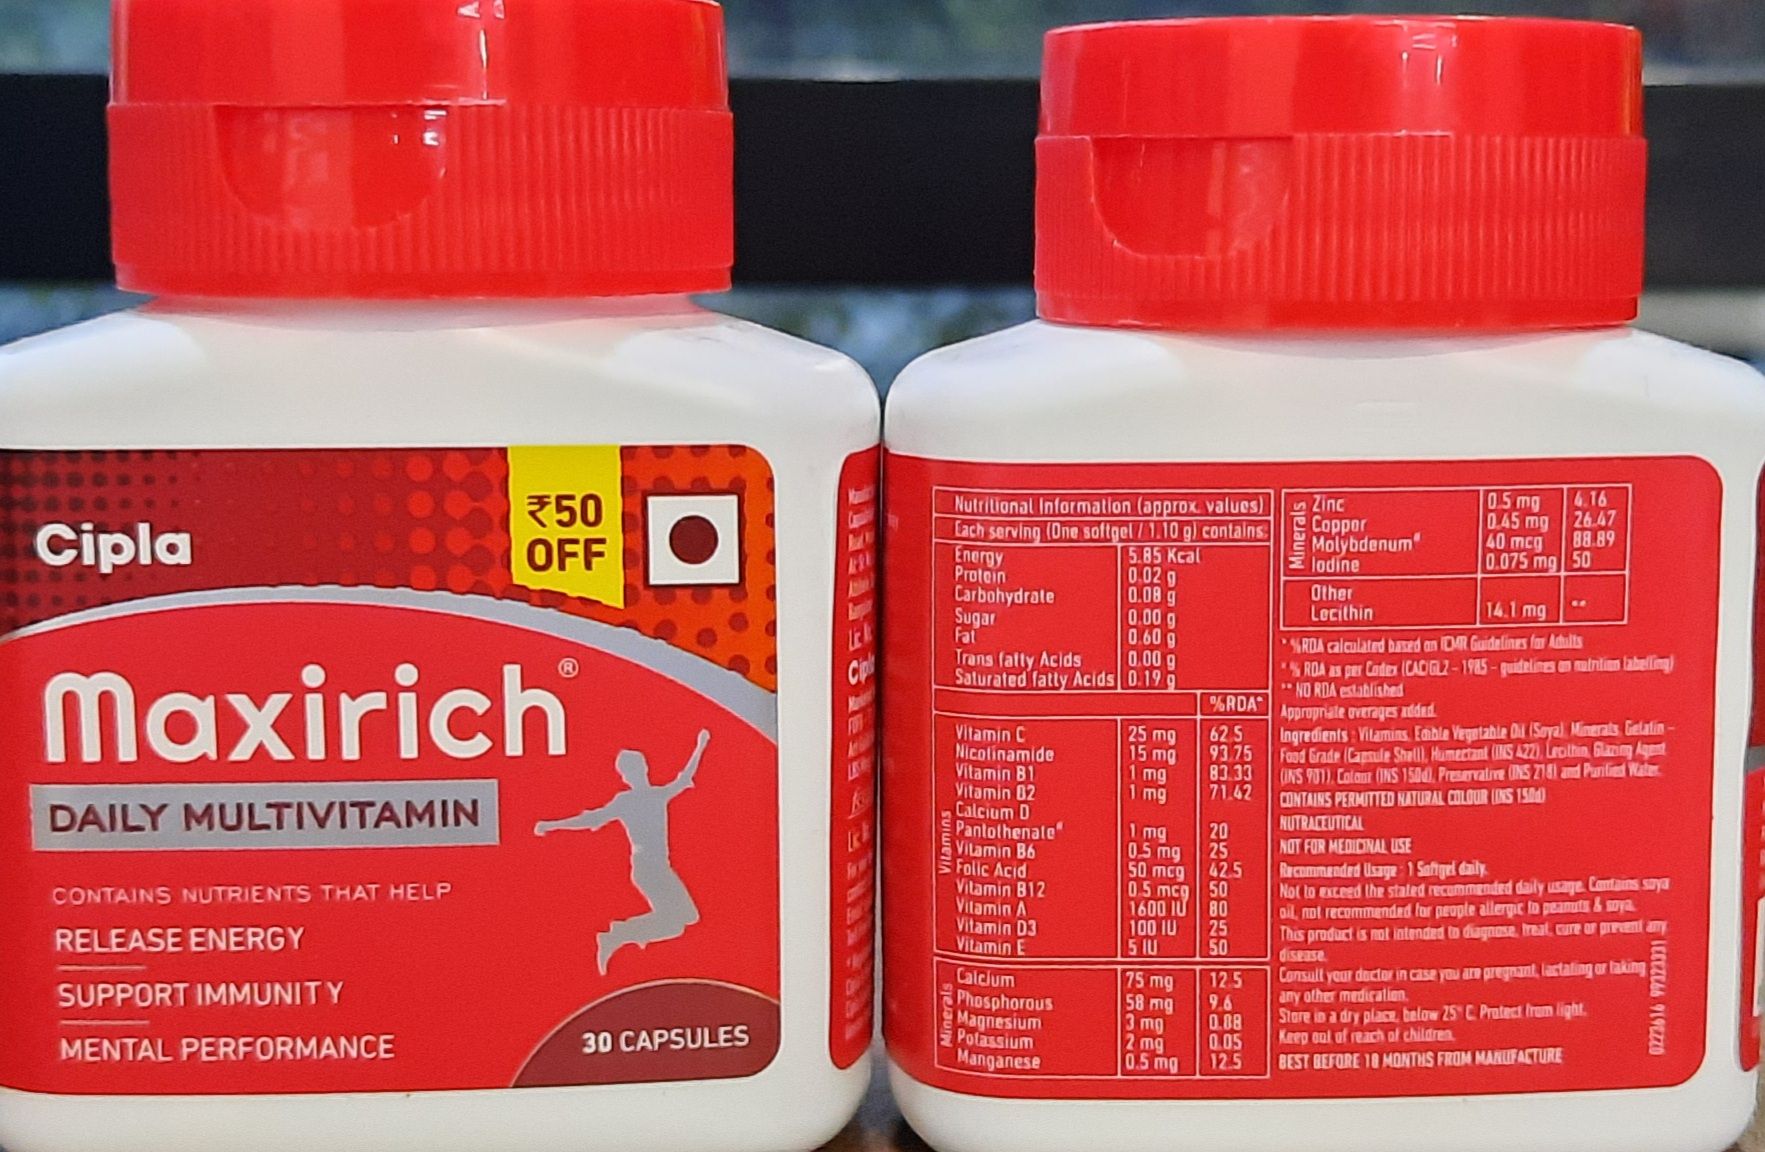 Cipla
₹50
OFF
Maxirich®
DAILY MULTIVITAMIN
CONTAINS NUTRIENTS THAT HELP
RELEASE ENERGY
SUPPORT IMMUNITY
MENTAL PERFORMANCE
30 CAPSULES
Nutritional Information (approx. values)
Each serving (One softgel / 1.10 g) contains:
Energy 5.85 Kcal
Protein 0.02 g
Carbohydrate 0.08 g
Sugar 0.00 g
Fat 0.60 g
Trans fatty Acids 0.00 g
Saturated fatty Acids 0.19 g
%RDA*
Vitamins
Vitamin C 25 mg 62.5
Nicotinamide 15 mg 93.75
Vitamin B1 1 mg 83.33
Vitamin B2 1 mg 71.42
Calcium D
Pantothenate# 1 mg 20
Vitamin B6 0.5 mg 25
Folic Acid 50 mcg 42.5
Vitamin B12 0.5 mcg 50
Vitamin A 1600 IU 80
Vitamin D3 100 IU 25
Vitamin E 5 IU 50
Minerals
Calcium 75 mg 12.5
Phosphorous 58 mg 9.6
Magnesium 3 mg 0.88
Potassium 2 mg 0.05
Manganese 0.5 mg 12.5
Minerals
Zinc 0.5 mg 4.16
Copper 0.45 mg 26.47
Molybdenum# 40 mcg 88.89
Iodine 0.075 mg 50
Other
Lecithin 14.1 mg **
* %RDA calculated based on ICMR Guidelines for Adults
# % RDA as per Codex (CAC/GL2 - 1985 - guidelines on nutrition labelling)
** NO RDA established
Appropriate overages added.
Ingredients : Vitamins, Edible Vegetable Oil (Soya), Minerals, Gelatin -
Food Grade (Capsule Shell), Humectant (INS 422), Lecithin, Glazing Agent
(INS 901), Colour (INS 150d), Preservative (INS 218) and Purified Water.
CONTAINS PERMITTED NATURAL COLOUR (INS 150d)
NUTRACEUTICAL
NOT FOR MEDICINAL USE
Recommended Usage : 1 Softgel daily.
Not to exceed the stated recommended daily usage. Contains soya
oil, not recommended for people allergic to peanuts & soya.
This product is not intended to diagnose, treat, cure or prevent any
disease.
Consult your doctor in case you are pregnant, lactating or taking
any other medication.
Store in a dry place, below 25° C. Protect from light.
Keep out of reach of children.
BEST BEFORE 18 MONTHS FROM MANUFACTURE